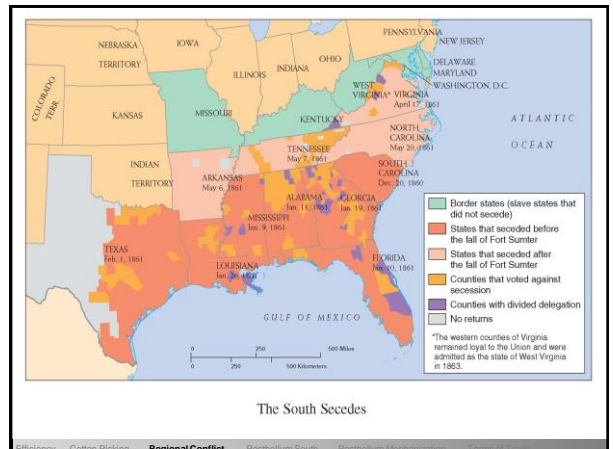 PENNSYLVANIA
NEW JERSEY
NEBRASKA
TERRITORY
IOWA
ILLINOIS
INDIANA
OHIO
DELAWARE
MARYLAND
WASHINGTON, D.C.
COLORADO
TERR.
KANSAS
MISSOURI
KENTUCKY
WEST
VIRGINIA*
VIRGINIA
April 17, 1861
INDIAN
TERRITORY
ARKANSAS
May 6, 1861
TENNESSEE
May 7, 1861
NORTH
CAROLINA
May 20, 1861
SOUTH
CAROLINA
Dec. 20, 1860
ATLANTIC
OCEAN
TEXAS
Feb. 1, 1861
LOUISIANA
Jan. 26, 1861
MISSISSIPPI
Jan. 9, 1861
ALABAMA
Jan. 11, 1861
GEORGIA
Jan. 19, 1861
FLORIDA
Jan. 10, 1861
GULF OF MEXICO
0 250 500 Miles
0 250 500 Kilometers
Border states (slave states that
did not secede)
States that seceded before
the fall of Fort Sumter
States that seceded after
the fall of Fort Sumter
Counties that voted against
secession
Counties with divided delegation
No returns
*The western counties of Virginia
remained loyal to the Union and were
admitted as the state of West Virginia
in 1863.
The South Secedes
Efficiency Cotton Picking Regional Conflict Postbellum South Postbellum Mechanization